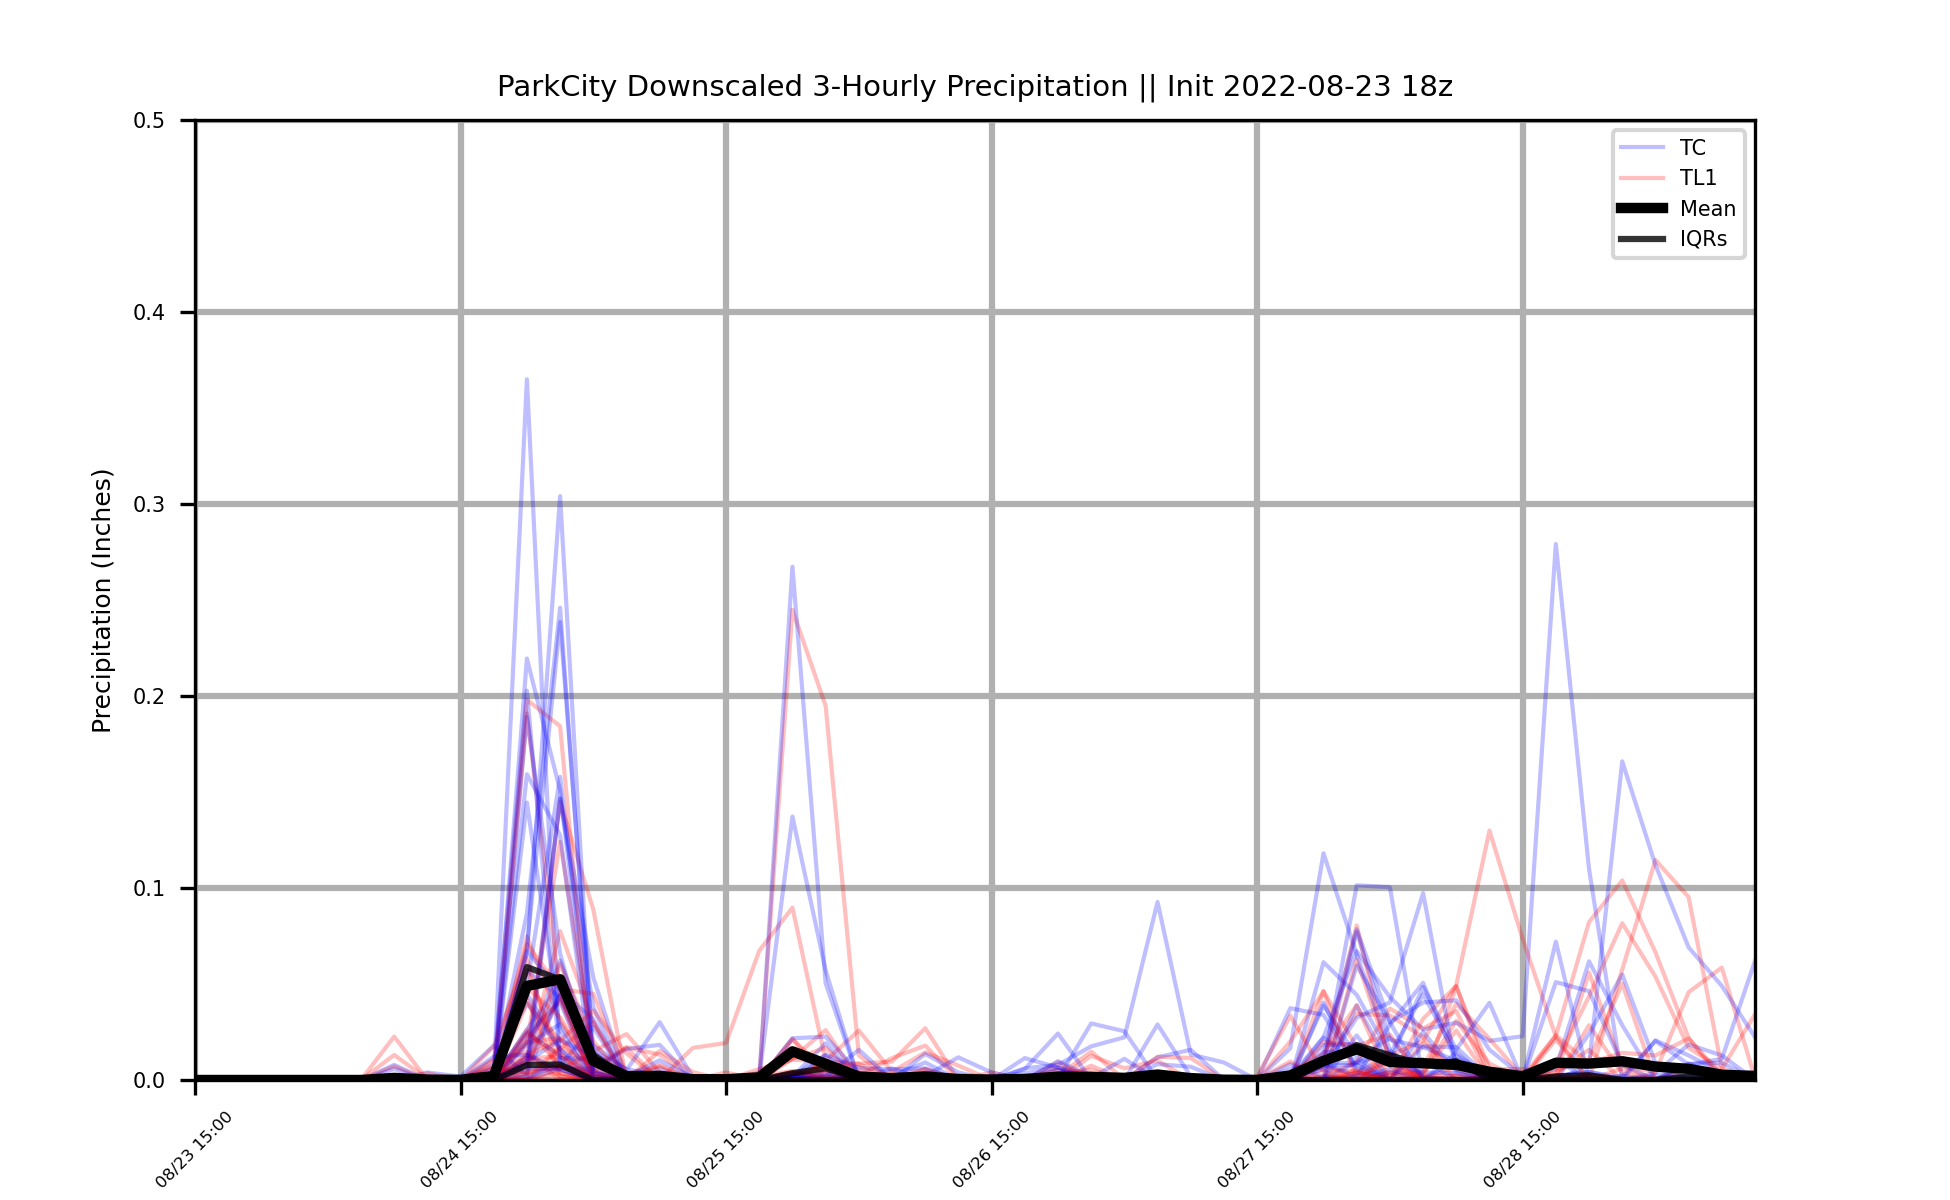 ParkCity Downscaled 3-Hourly Precipitation || Init 2022-08-23 18z
0.5
0.4
0.3
0.2
0.1
0.0
Precipitation (Inches)
TC
TL1
Mean
IQRs
08/23 15:00
08/24 15:00
08/25 15:00
08/26 15:00
08/27 15:00
08/28 15:00